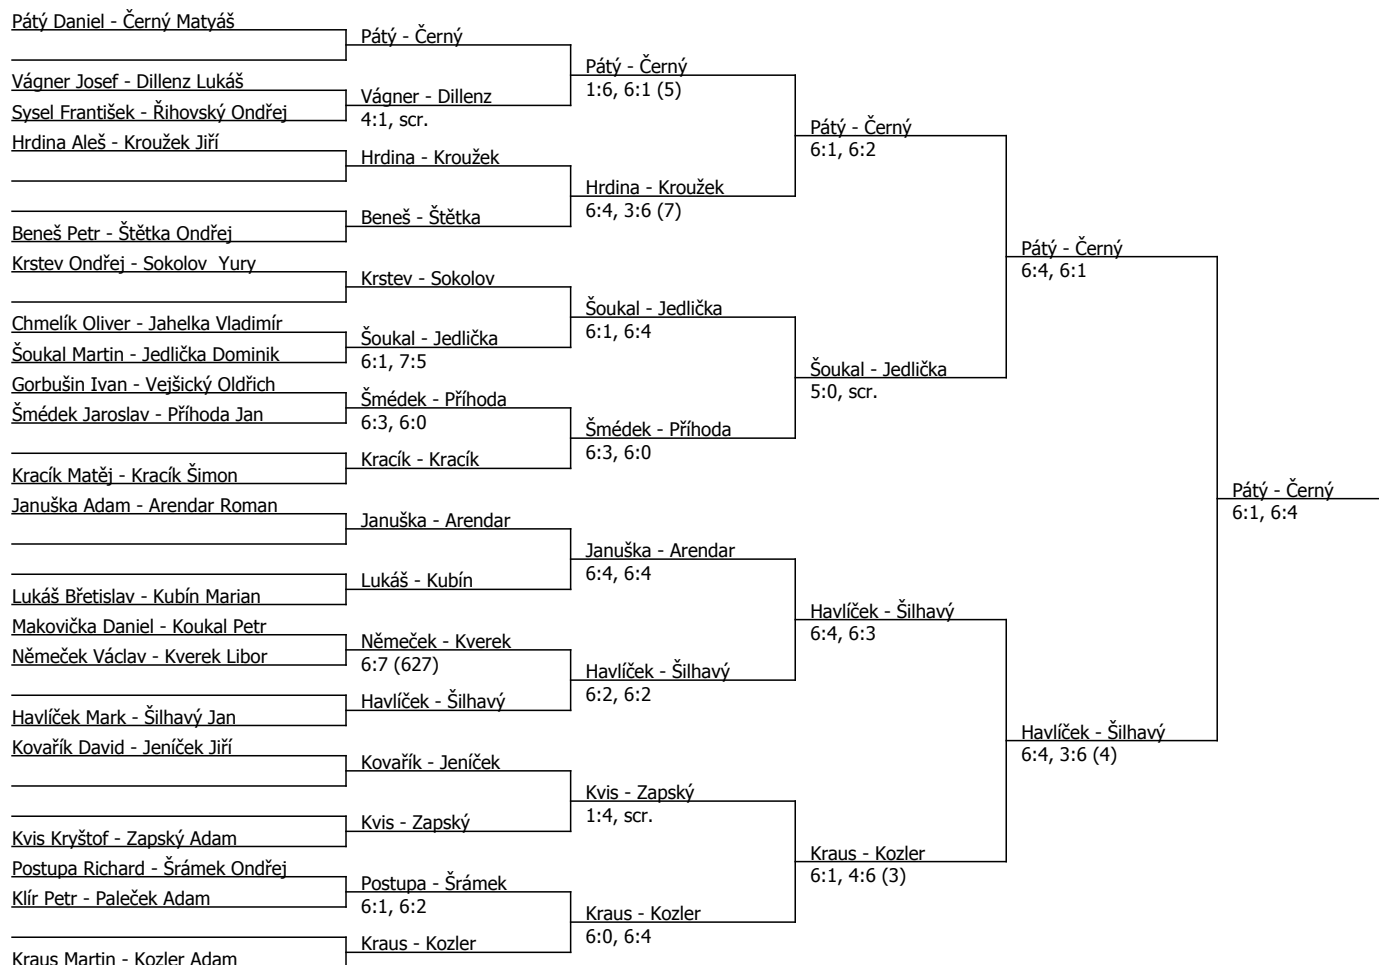 Pátý Daniel - Černý Matyáš
Vágner Josef - Dillenz Lukáš
Sysel František - Řihovský Ondřej
Hrdina Aleš - Kroužek Jiří
Beneš Petr - Štětka Ondřej
Krstev Ondřej - Sokolov  Yury
Chmelík Oliver - Jahelka Vladimír
Šoukal Martin - Jedlička Dominik
Gorbušin Ivan - Vejšický Oldřich
Šmédek Jaroslav - Příhoda Jan
Kracík Matěj - Kracík Šimon
Januška Adam - Arendar Roman
Lukáš Břetislav - Kubín Marian
Makovička Daniel - Koukal Petr
Němeček Václav - Kverek Libor
Havlíček Mark - Šilhavý Jan
Kovařík David - Jeníček Jiří
Kvis Kryštof - Zapský Adam
Postupa Richard - Šrámek Ondřej
Klír Petr - Paleček Adam
Kraus Martin - Kozler Adam
Pátý - Černý
Vágner - Dillenz
4:1, scr.
Hrdina - Kroužek
Beneš - Štětka
Krstev - Sokolov
Šoukal - Jedlička
6:1, 7:5
Šmédek - Příhoda
6:3, 6:0
Kracík - Kracík
Januška - Arendar
Lukáš - Kubín
Němeček - Kverek
6:7 (627)
Havlíček - Šilhavý
Kovařík - Jeníček
Kvis - Zapský
Postupa - Šrámek
6:1, 6:2
Kraus - Kozler
Pátý - Černý
1:6, 6:1 (5)
Hrdina - Kroužek
6:4, 3:6 (7)
Šoukal - Jedlička
6:1, 6:4
Šmédek - Příhoda
6:3, 6:0
Januška - Arendar
6:4, 6:4
Havlíček - Šilhavý
6:2, 6:2
Kvis - Zapský
1:4, scr.
Kraus - Kozler
6:0, 6:4
Pátý - Černý
6:1, 6:2
Šoukal - Jedlička
5:0, scr.
Havlíček - Šilhavý
6:4, 6:3
Kraus - Kozler
6:1, 4:6 (3)
Pátý - Černý
6:4, 6:1
Havlíček - Šilhavý
6:4, 3:6 (4)
Pátý - Černý
6:1, 6:4